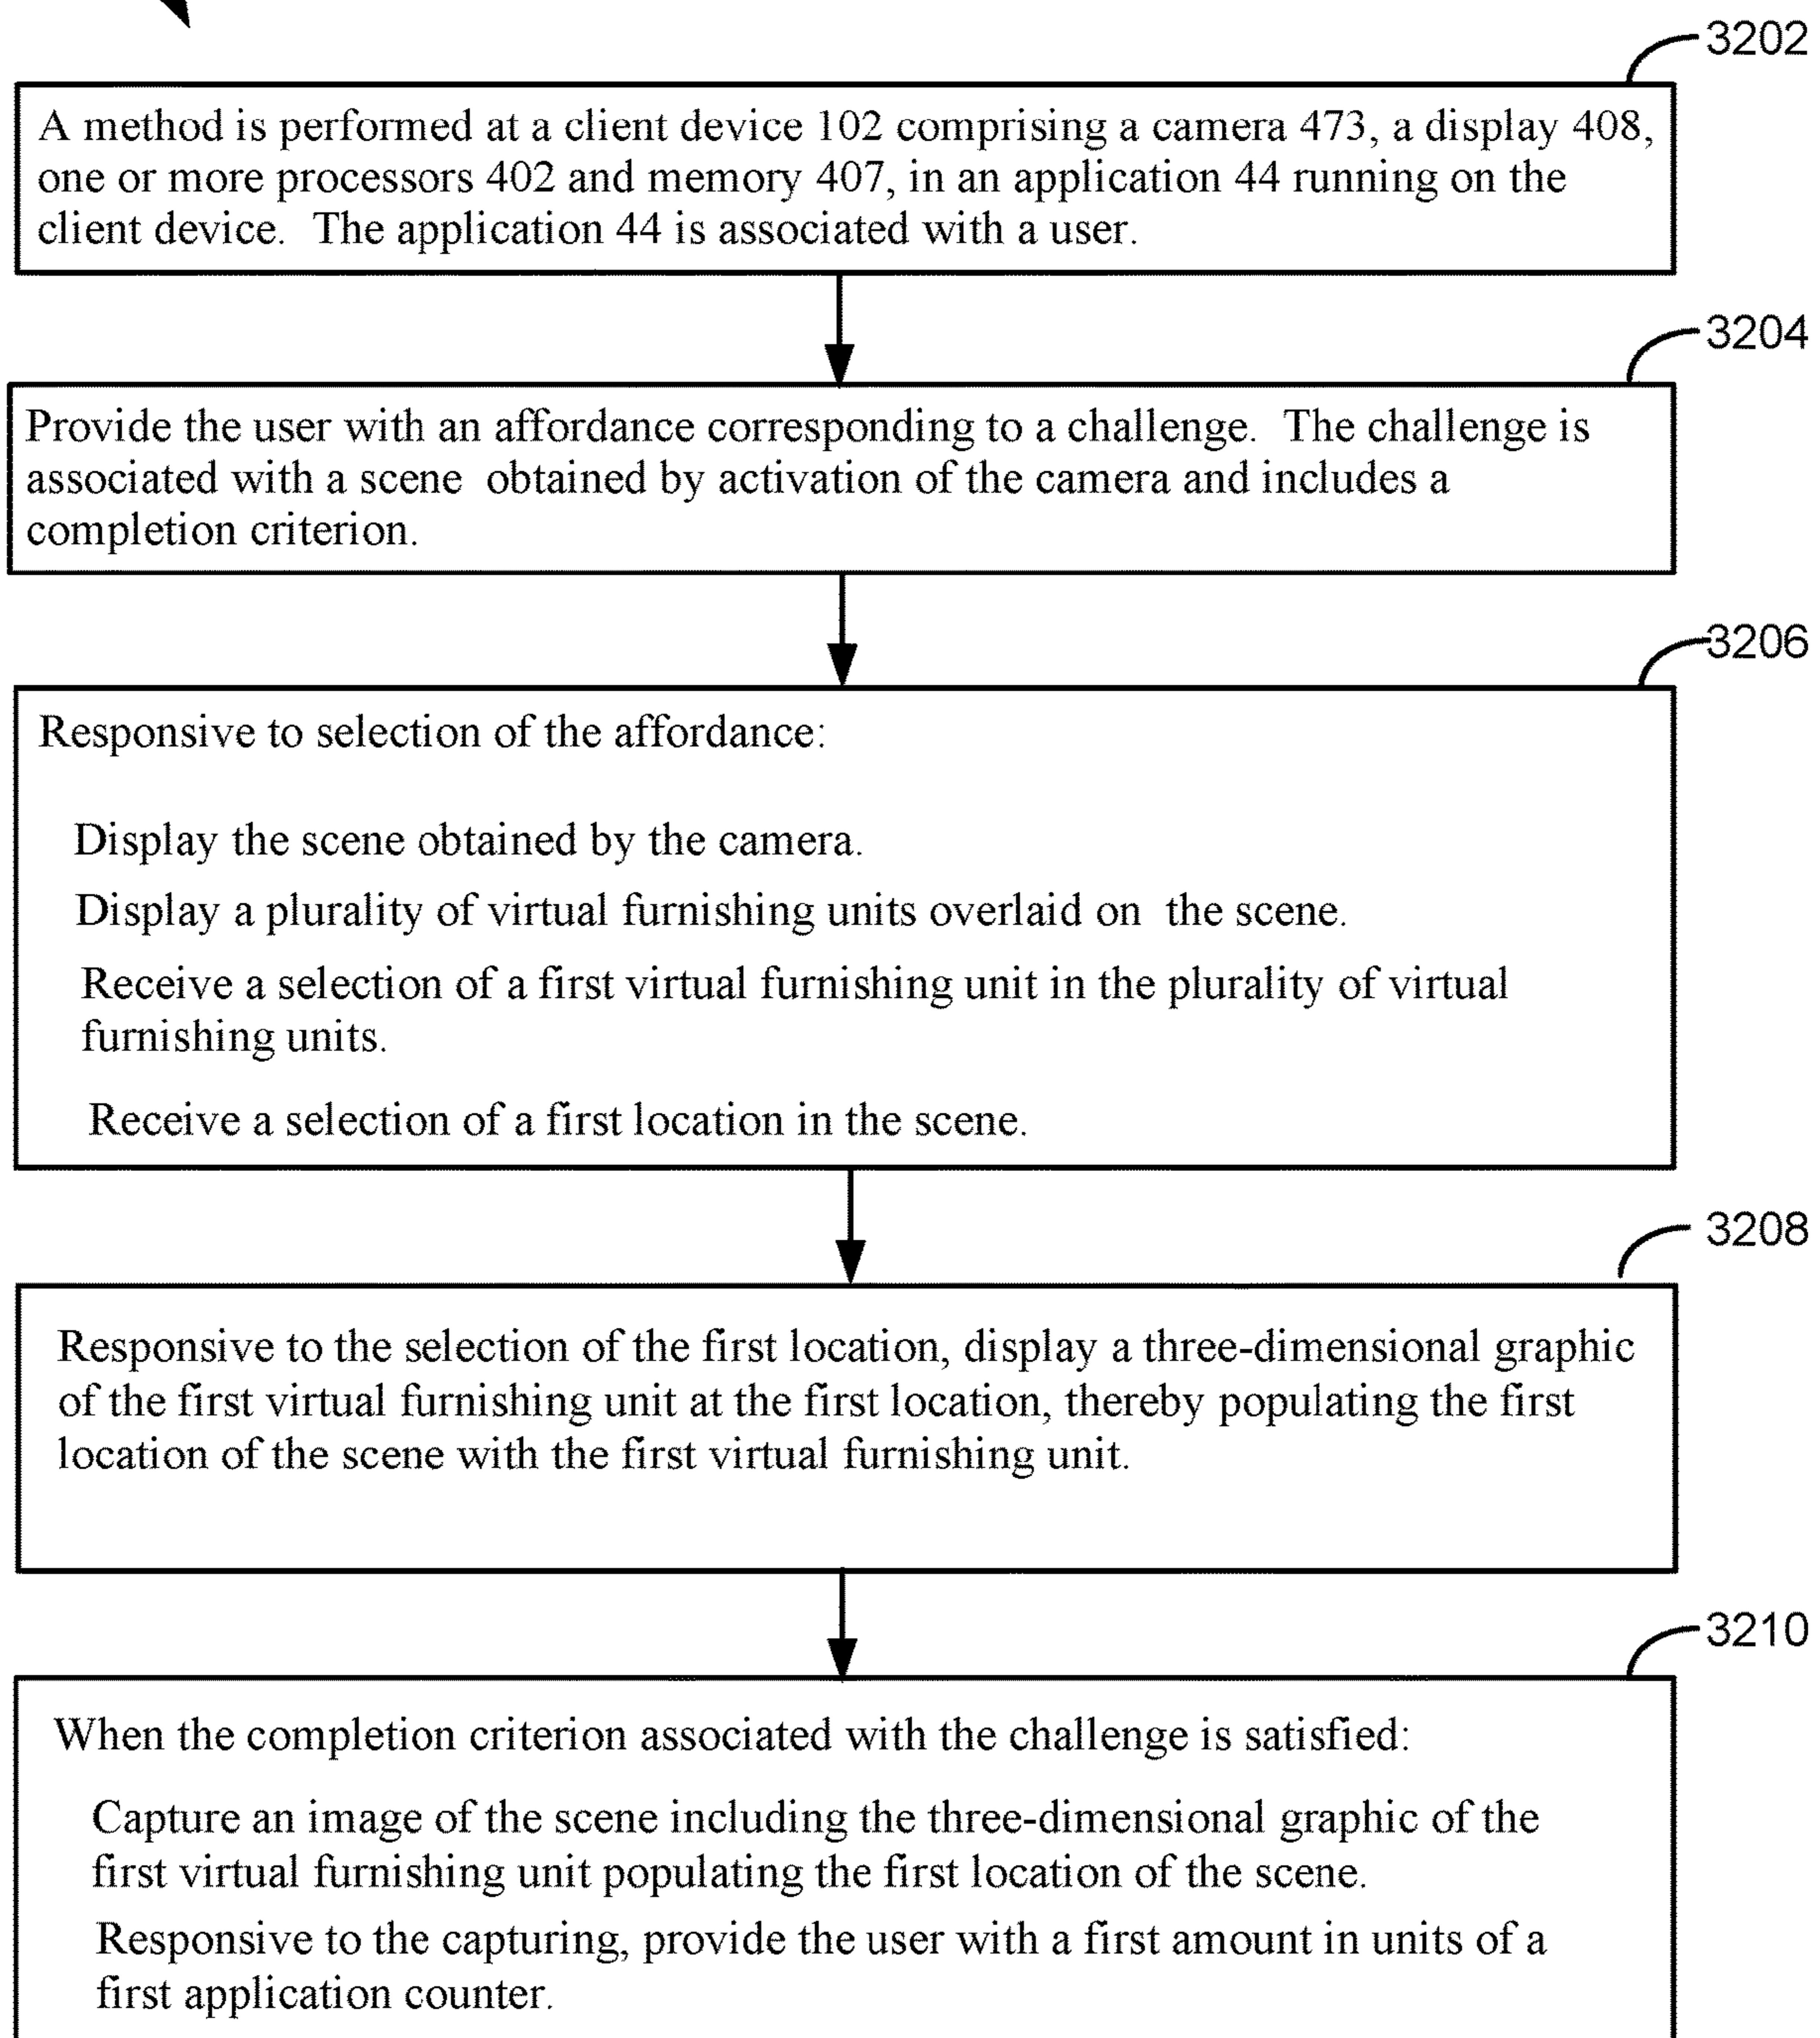 3202
A method is performed at a client device 102 comprising a camera 473, a display 408,
one or more processors 402 and memory 407, in an application 44 running on the
client device.  The application 44 is associated with a user.
3204
Provide the user with an affordance corresponding to a challenge.  The challenge is
associated with a scene  obtained by activation of the camera and includes a
completion criterion.
3206
Responsive to selection of the affordance:
Display the scene obtained by the camera.
Display a plurality of virtual furnishing units overlaid on  the scene.
Receive a selection of a first virtual furnishing unit in the plurality of virtual
furnishing units.
Receive a selection of a first location in the scene.
3208
Responsive to the selection of the first location, display a three-dimensional graphic
of the first virtual furnishing unit at the first location, thereby populating the first
location of the scene with the first virtual furnishing unit.
3210
When the completion criterion associated with the challenge is satisfied:
Capture an image of the scene including the three-dimensional graphic of the
first virtual furnishing unit populating the first location of the scene.
Responsive to the capturing, provide the user with a first amount in units of a
first application counter.